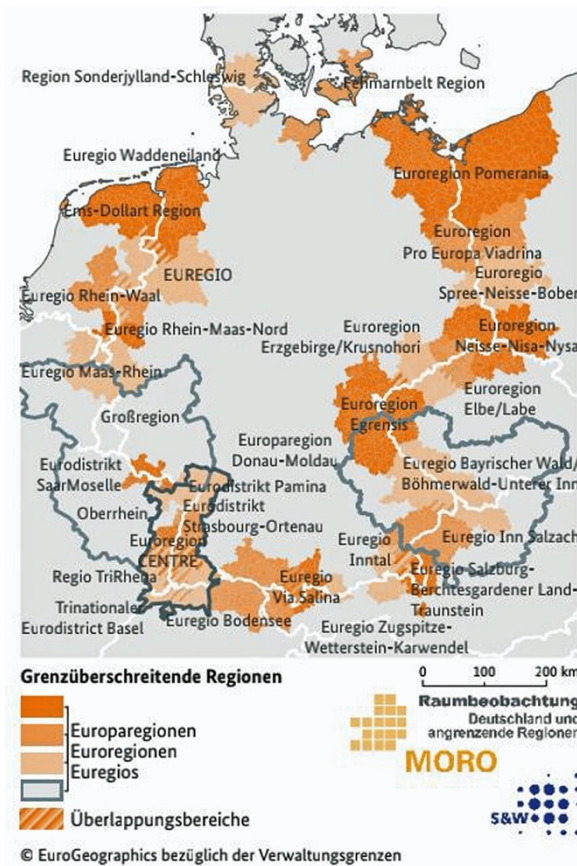 Region Sonderjylland-Schleswig
Fehmarnbelt Region
Euregio Waddeneiland
Ems-Dollart Region
Euroregion Pomerania
Euroregion
Pro Europa Viadrina
EUREGIO
Euroregio
Spree-Neisse-Bober
Euregio Rhein-Waal
Euregio Rhein-Maas-Nord
Euroregion
Erzgebirge/Krusnohori
Euroregion
Neisse-Nisa-Nysa
Euregio Maas-Rhein
Euroregion
Elbe/Labe
Großregion
Euroregion
Egrensis
Europaregion
Donau-Moldau
Eurodistrikt
SaarMoselle
Euregio Bayrischer Wald/
Böhmerwald-Unterer Inn
Eurodistrikt Pamina
Oberrhein
Eurodistrikt
Strasbourg-Ortenau
Euroregion
CENTRE
Euregio
Inntal
Euregio Inn Salzach
Regio TriRhena
Euregio
Via Salina
Euregio Salzburg-
Berchtesgardener Land-
Traunstein
Trinationale
Eurodistrict Basel
Euregio Bodensee
Euregio Zugspitze-
Wetterstein-Karwendel
Grenzüberschreitende Regionen
0 100 200 km
Europaregionen
Euroregionen
Euregios
Überlappungsbereiche
Raumbeobachtung
Deutschland und
angrenzende Regionen
MORO
S&W
© EuroGeographics bezüglich der Verwaltungsgrenzen